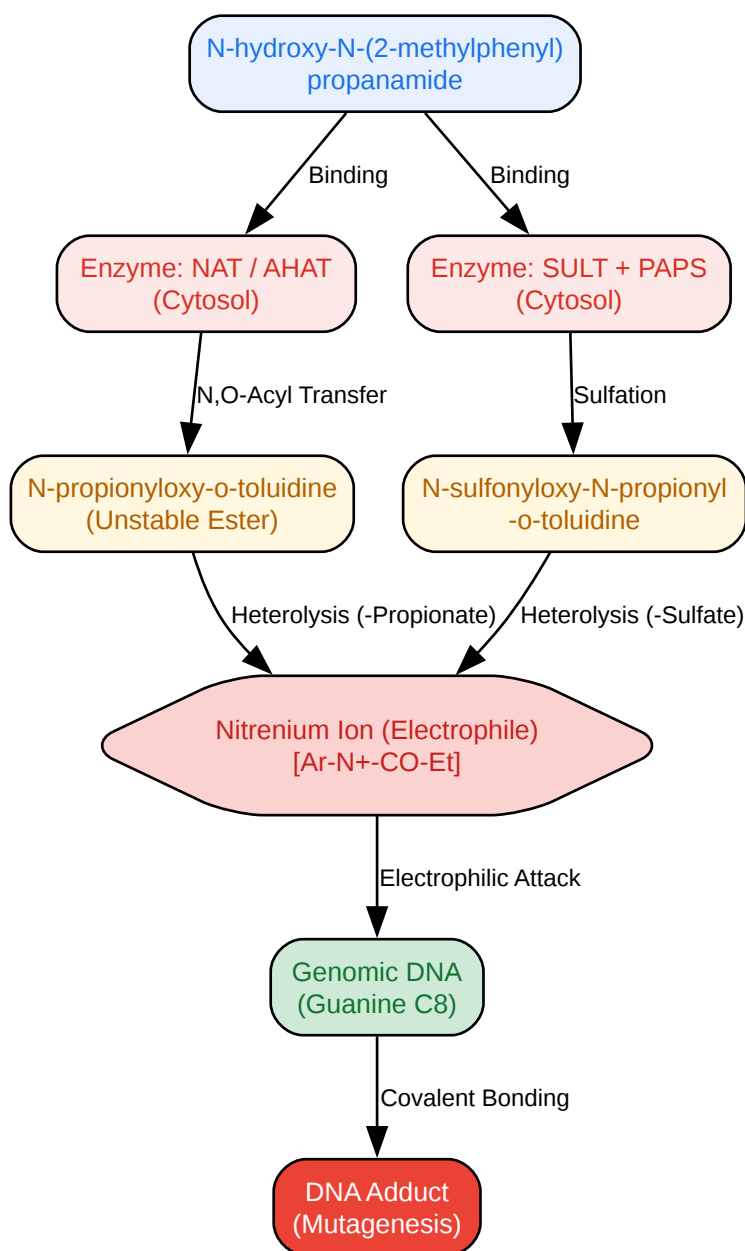 N-hydroxy-N-(2-methylphenyl)
propanamide
Binding
Binding
Enzyme: NAT / AHAT
(Cytosol)
Enzyme: SULT + PAPS
(Cytosol)
N,O-Acyl Transfer
Sulfation
N-propionyloxy-o-toluidine
(Unstable Ester)
N-sulfonyloxy-N-propionyl
-o-toluidine
Heterolysis (-Propionate)
Heterolysis (-Sulfate)
Nitrenium Ion (Electrophile)
[Ar-N+-CO-Et]
Electrophilic Attack
Genomic DNA
(Guanine C8)
Covalent Bonding
DNA Adduct
(Mutagenesis)